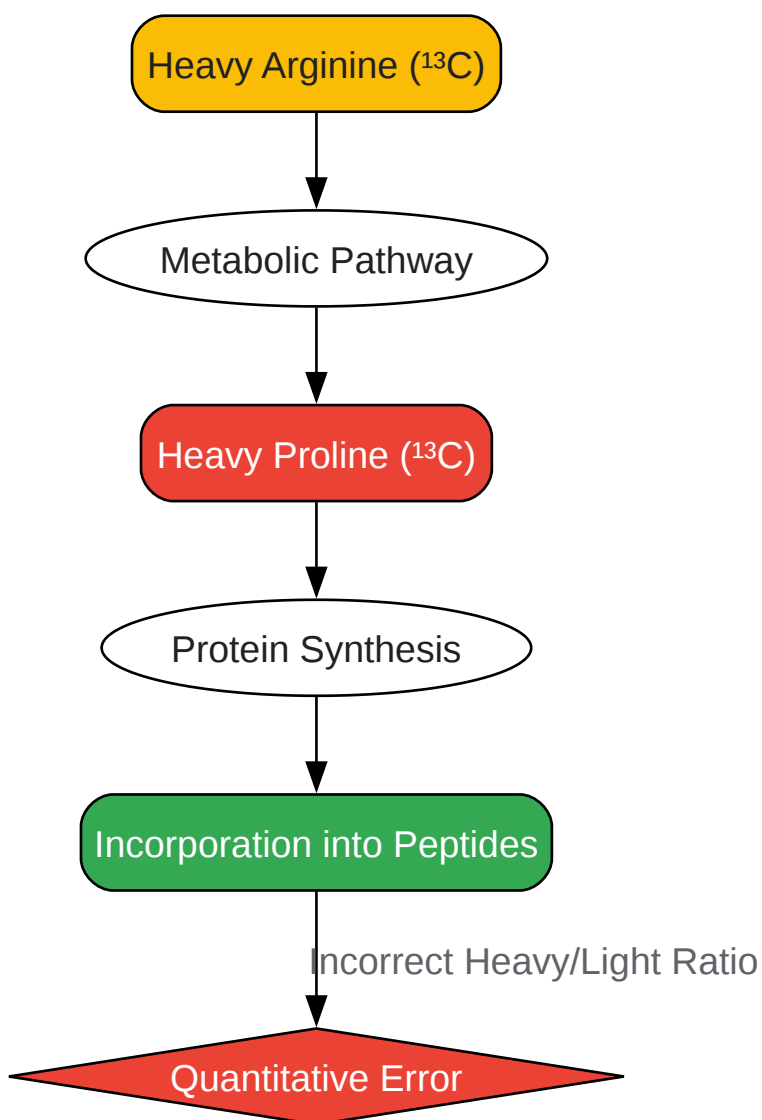 Heavy Arginine (¹³C)
Metabolic Pathway
Heavy Proline (¹³C)
Protein Synthesis
Incorporation into Peptides
Incorrect Heavy/Light Ratio
Quantitative Error